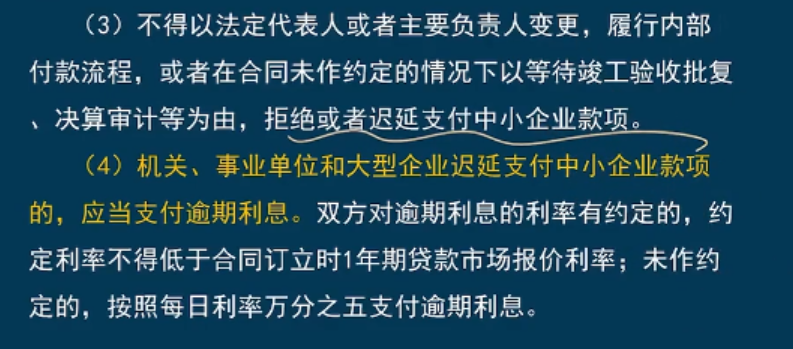 （3）不得以法定代表人或者主要负责人变更，履行内部
付款流程，或者在合同未作约定的情况下以等待竣工验收批复
、决算审计等为由，拒绝或者迟延支付中小企业款项。
（4）机关、事业单位和大型企业迟延支付中小企业款项
的，应当支付逾期利息。双方对逾期利息的利率有约定的，约
定利率不得低于合同订立时1年期贷款市场报价利率；未作约
定的，按照每日利率万分之五支付逾期利息。